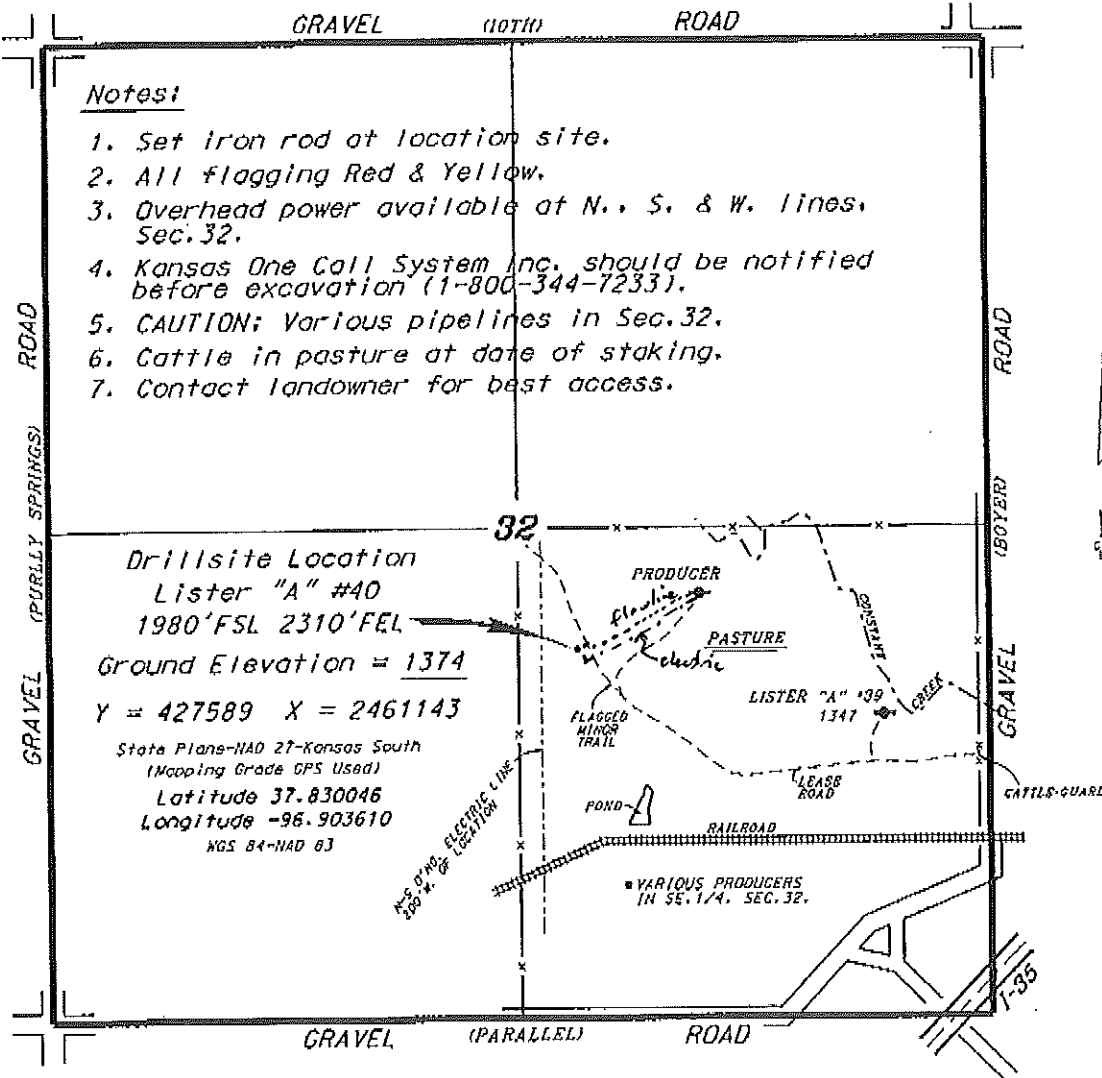 GRAVEL (10TH) ROAD
Notes:
1. Set iron rod at location site.
2. All flagging Red & Yellow.
3. Overhead power available at N., S. & W. lines,
Sec.32.
4. Kansas One Call System Inc. should be notified
before excavation (1-800-344-7233).
5. CAUTION: Various pipelines in Sec.32.
6. Cattle in pasture at date of staking.
7. Contact landowner for best access.
GRAVEL (PURLLY SPRINGS) ROAD
GRAVEL (BOYER) ROAD
32
Drillsite Location
Lister "A" #40
1980'FSL 2310'FEL
Ground Elevation = 1374
Y = 427589 X = 2461143
State Plane-NAD 27-Kansas South
(Mapping Grade GPS Used)
Latitude 37.830046
Longitude -96.903610
WGS 84-NAD 83
PRODUCER
flowline
PASTURE
electric
CONSTANT
CREEK
LISTER "A" #39
1347
FLAGGED
MINOR
TRAIL
LEASE
ROAD
CATTLE-GUARD
POND
RAILROAD
N-S O'HD. ELECTRIC LINE
200' W. OF LOCATION
VARIOUS PRODUCERS
IN SE.1/4. SEC.32.
I-35
GRAVEL (PARALLEL) ROAD